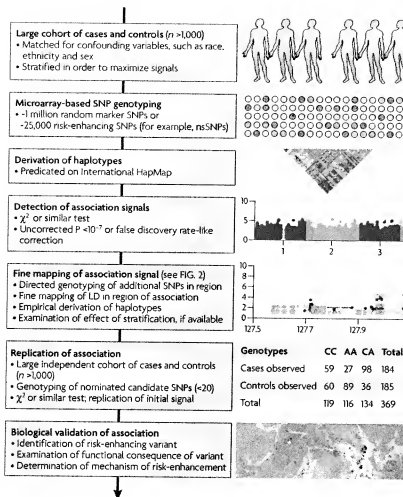 Large cohort of cases and controls (n >1,000)
• Matched for confounding variables, such as race,
ethnicity and sex
• Stratified in order to maximize signals
Microarray-based SNP genotyping
• ~1 million random marker SNPs or
~25,000 risk-enhancing SNPs (for example, nsSNPs)
Derivation of haplotypes
• Predicated on International HapMap
Detection of association signals
• χ² or similar test
• Uncorrected P <10⁻⁷ or false discovery rate-like
correction
10
5
0
1 2 3
Fine mapping of association signal (see FIG. 2)
• Directed genotyping of additional SNPs in region
• Fine mapping of LD in region of association
• Empirical derivation of haplotypes
• Examination of effect of stratification, if available
10
8
6
4
2
0
127.5 127.7 127.9
Replication of association
• Large independent cohort of cases and controls
(n >1,000)
• Genotyping of nominated candidate SNPs (<20)
• χ² or similar test; replication of initial signal
Genotypes CC AA CA Total
Cases observed 59 27 98 184
Controls observed 60 89 36 185
Total 119 116 134 369
Biological validation of association
• Identification of risk-enhancing variant
• Examination of functional consequence of variant
• Determination of mechanism of risk-enhancement